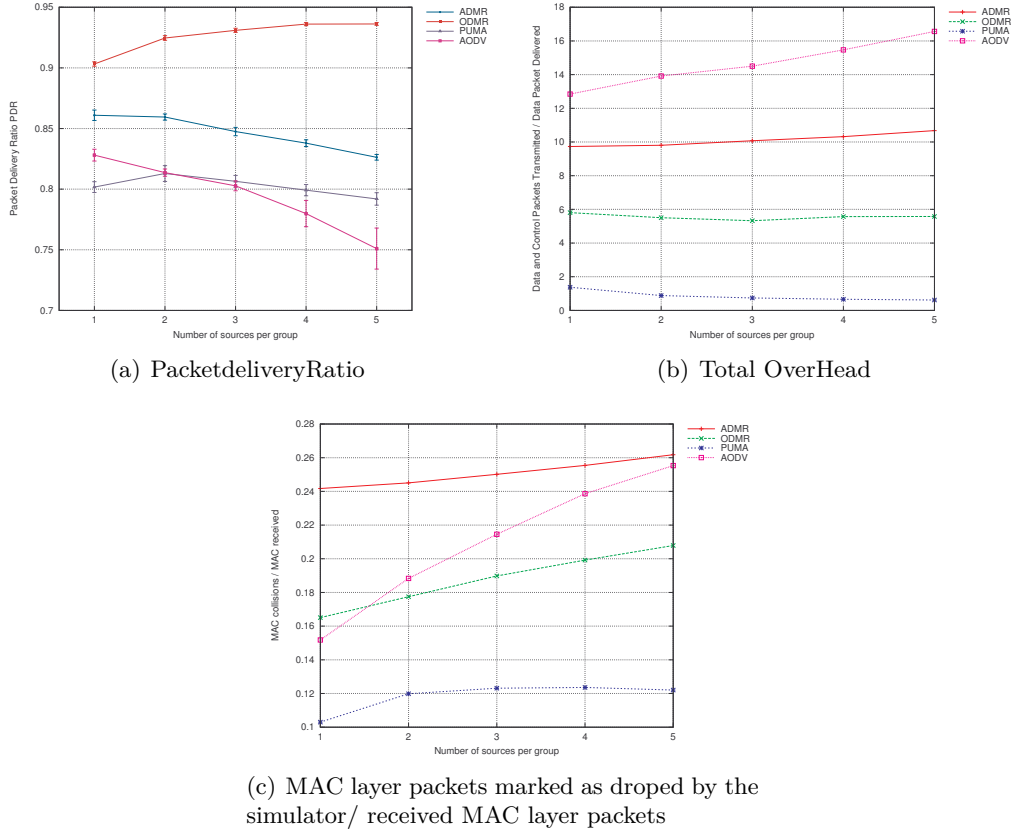 0.95
0.9
0.85
0.8
0.75
0.7
Packet Delivery Ratio PDR
1 2 3 4 5
Number of sources per group
ADMR
ODMR
PUMA
AODV
(a) PacketdeliveryRatio
18
16
14
12
10
8
6
4
2
0
Data and Control Packets Transmitted / Data Packet Delivered
1 2 3 4 5
Number of sources per group
ADMR
ODMR
PUMA
AODV
(b) Total OverHead
0.28
0.26
0.24
0.22
0.2
0.18
0.16
0.14
0.12
0.1
MAC collisions / MAC received
1 2 3 4 5
Number of sources per group
ADMR
ODMR
PUMA
AODV
(c) MAC layer packets marked as droped by the
simulator/ received MAC layer packets